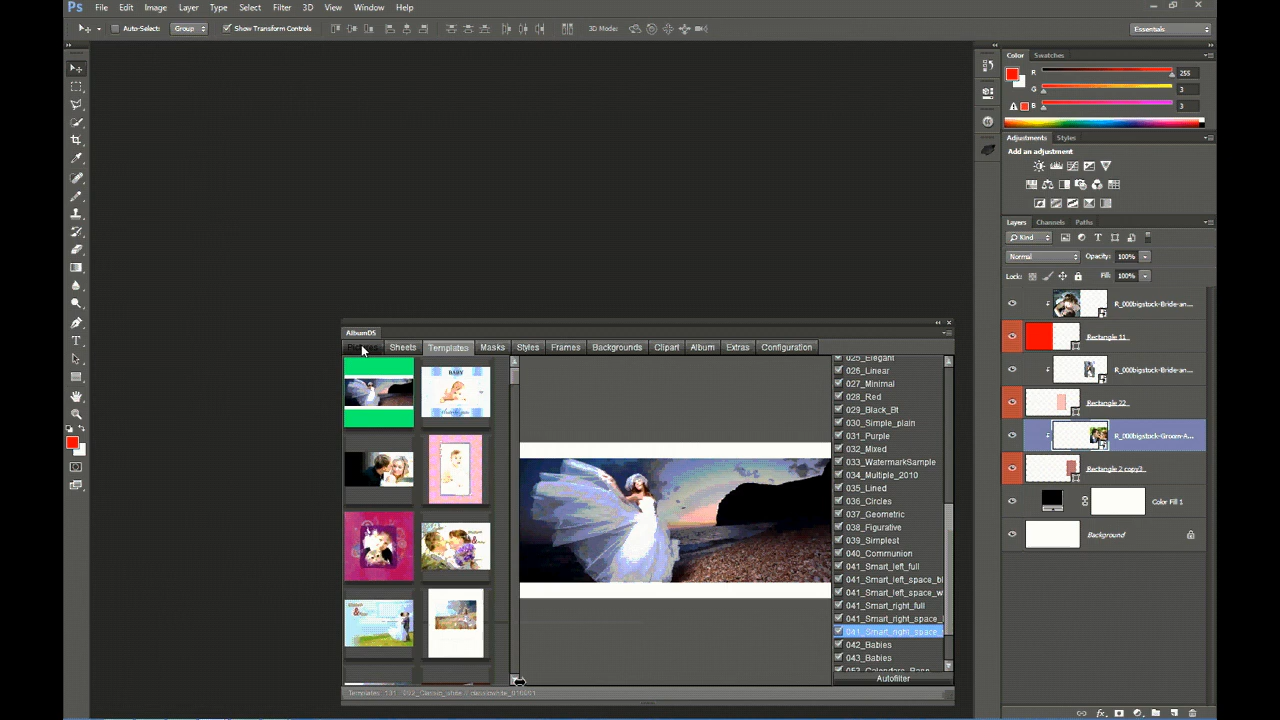 Ps File Edit Image Layer Type Select Filter 3D View Window Help
Auto-Select: Group Show Transform Controls 3D Mode: Essentials
Color Swatches
R 255
G 3
B 3
Adjustments Styles
Add an adjustment
Layers Channels Paths
Kind
Normal Opacity: 100%
Lock: Fill: 100%
R_000bigstock-Bride-an...
Rectangle 11
R_000bigstock-Bride-an...
Rectangle 22
R_000bigstock-Groom-A...
Rectangle 2 copy3
Color Fill 1
Background
AlbumDS
Pictures Sheets Templates Masks Styles Frames Backgrounds Clipart Album Extras Configuration
BABY
025_Elegant
026_Linear
027_Minimal
028_Red
029_Black_Bt
030_Simple_plain
031_Purple
032_Mixed
033_WatermarkSample
034_Multiple_2010
035_Lined
036_Circles
037_Geometric
038_Figurative
039_Simplest
040_Communion
041_Smart_left_full
041_Smart_left_space_bl
041_Smart_left_space_w
041_Smart_right_full
041_Smart_right_space_
041_Smart_right_space_
042_Babies
043_Babies
Autofilter